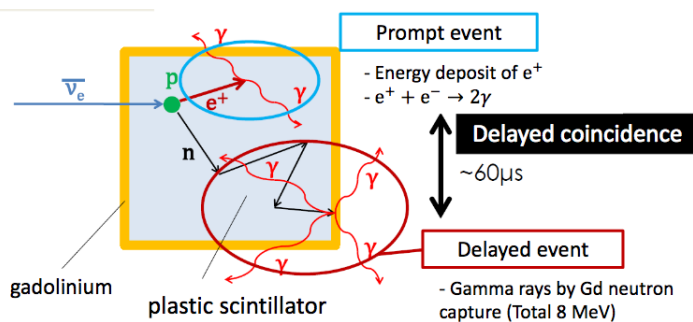 γ
Prompt event
p
ν̅e
e⁺
γ
- Energy deposit of e⁺
- e⁺ + e⁻ → 2γ
Delayed coincidence
~60μs
n
γ
γ
γ
γ
Delayed event
gadolinium
plastic scintillator
- Gamma rays by Gd neutron
capture (Total 8 MeV)